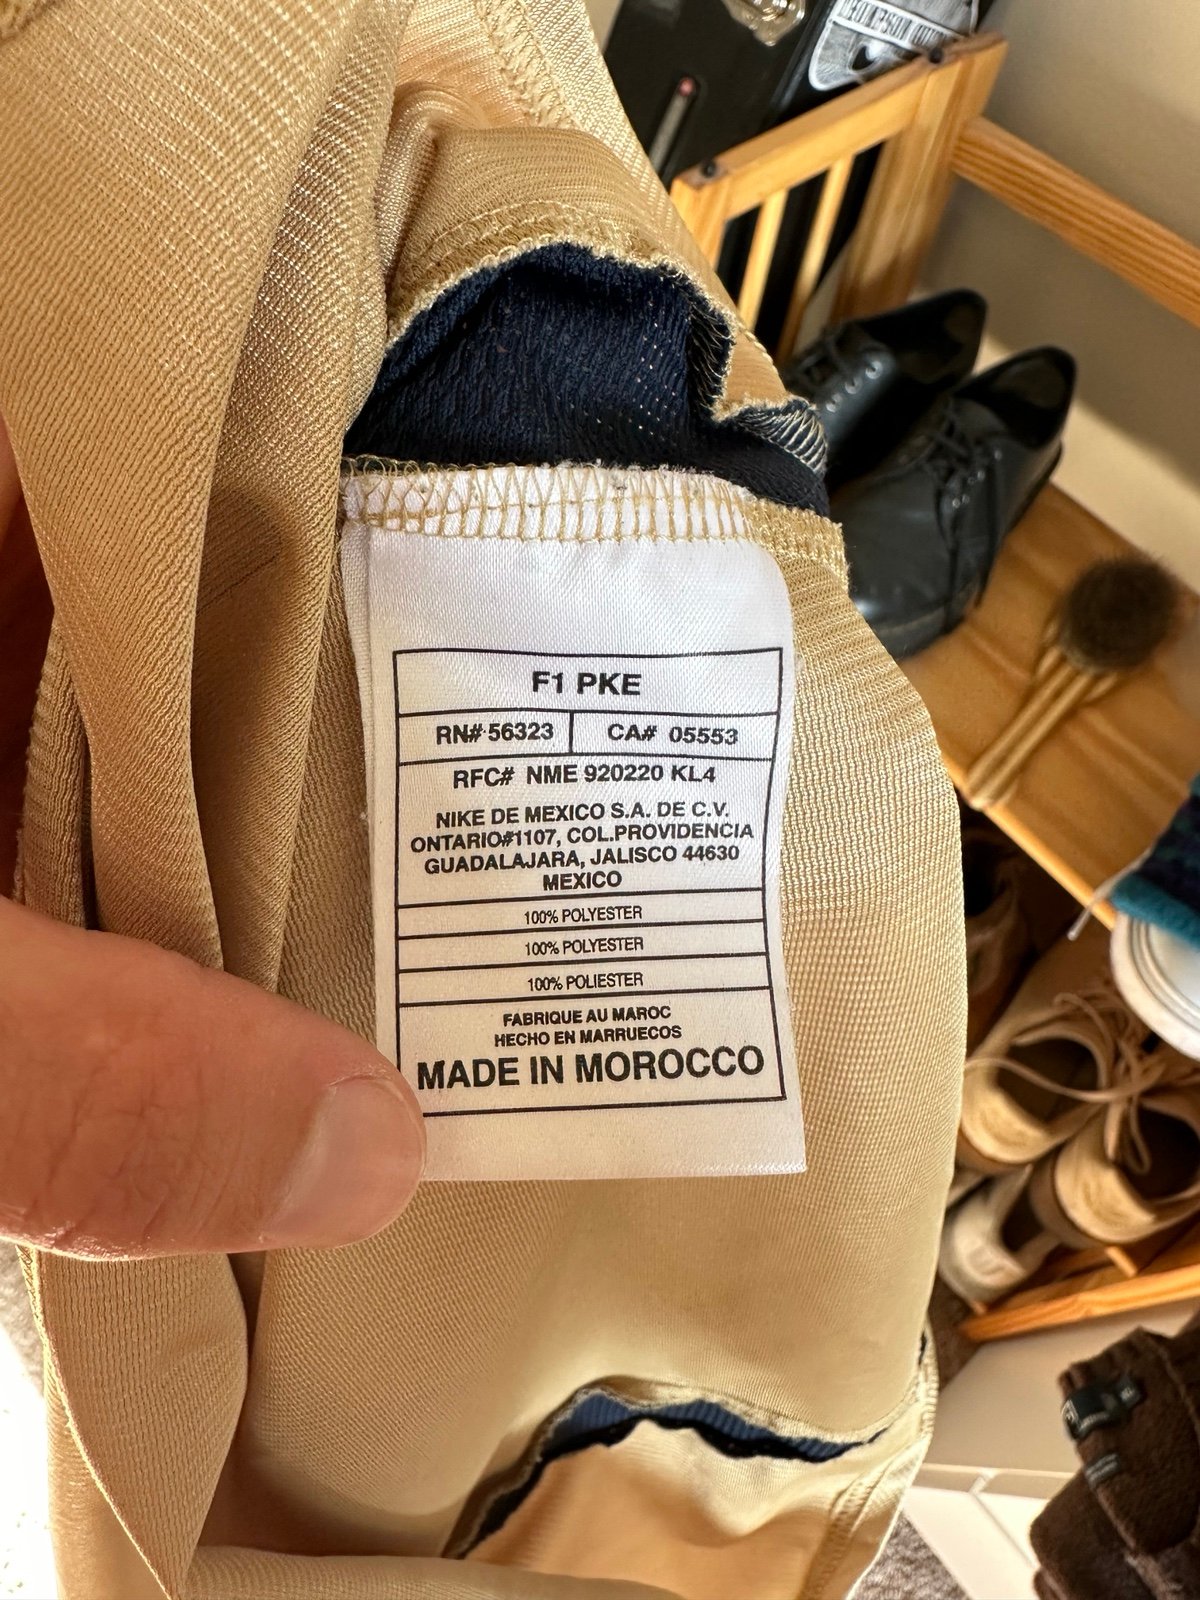 F1 PKE
RN# 56323
CA# 05553
RFC# NME 920220 KL4
NIKE DE MEXICO S.A. DE C.V.
ONTARIO#1107, COL.PROVIDENCIA
GUADALAJARA, JALISCO 44630
MEXICO
100% POLYESTER
100% POLYESTER
100% POLIESTER
FABRIQUE AU MAROC
HECHO EN MARRUECOS
MADE IN MOROCCO